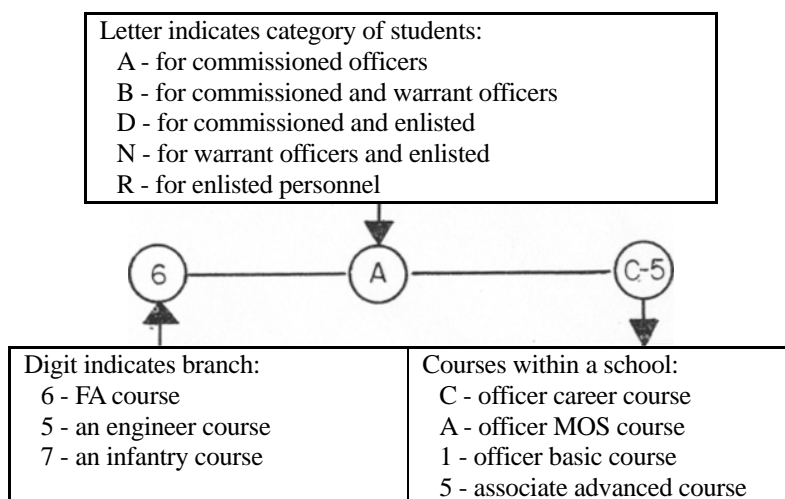 Letter indicates category of students:
A - for commissioned officers
B - for commissioned and warrant officers
D - for commissioned and enlisted
N - for warrant officers and enlisted
R - for enlisted personnel
6
A
C-5
Digit indicates branch:
6 - FA course
5 - an engineer course
7 - an infantry course
Courses within a school:
C - officer career course
A - officer MOS course
1 - officer basic course
5 - associate advanced course